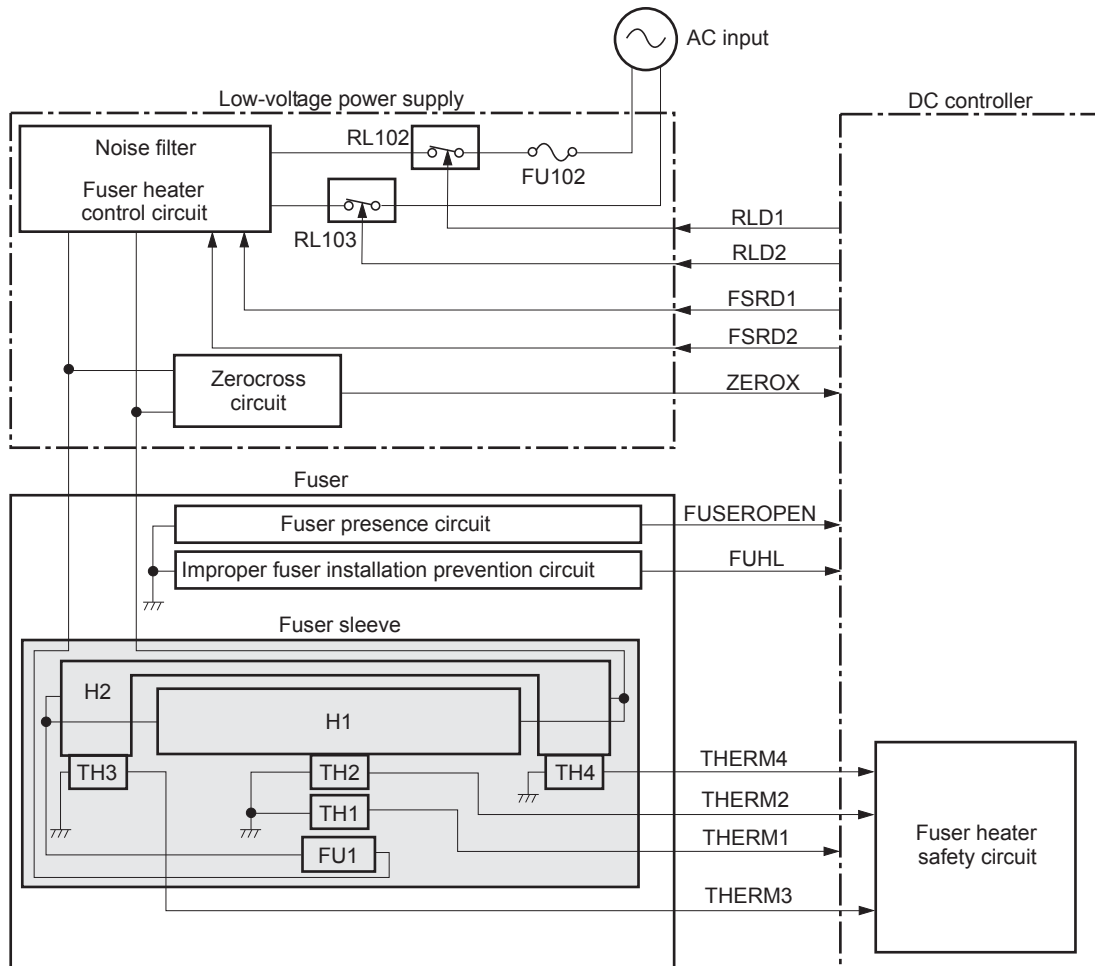 AC input
Low-voltage power supply
DC controller
Noise filter
Fuser heater
control circuit
RL102
FU102
RL103
RLD1
RLD2
FSRD1
FSRD2
Zerocross
circuit
ZEROX
Fuser
Fuser presence circuit
FUSEROPEN
Improper fuser installation prevention circuit
FUHL
Fuser sleeve
H2
H1
TH3
TH2
TH4
TH1
FU1
THERM4
THERM2
THERM1
THERM3
Fuser heater
safety circuit